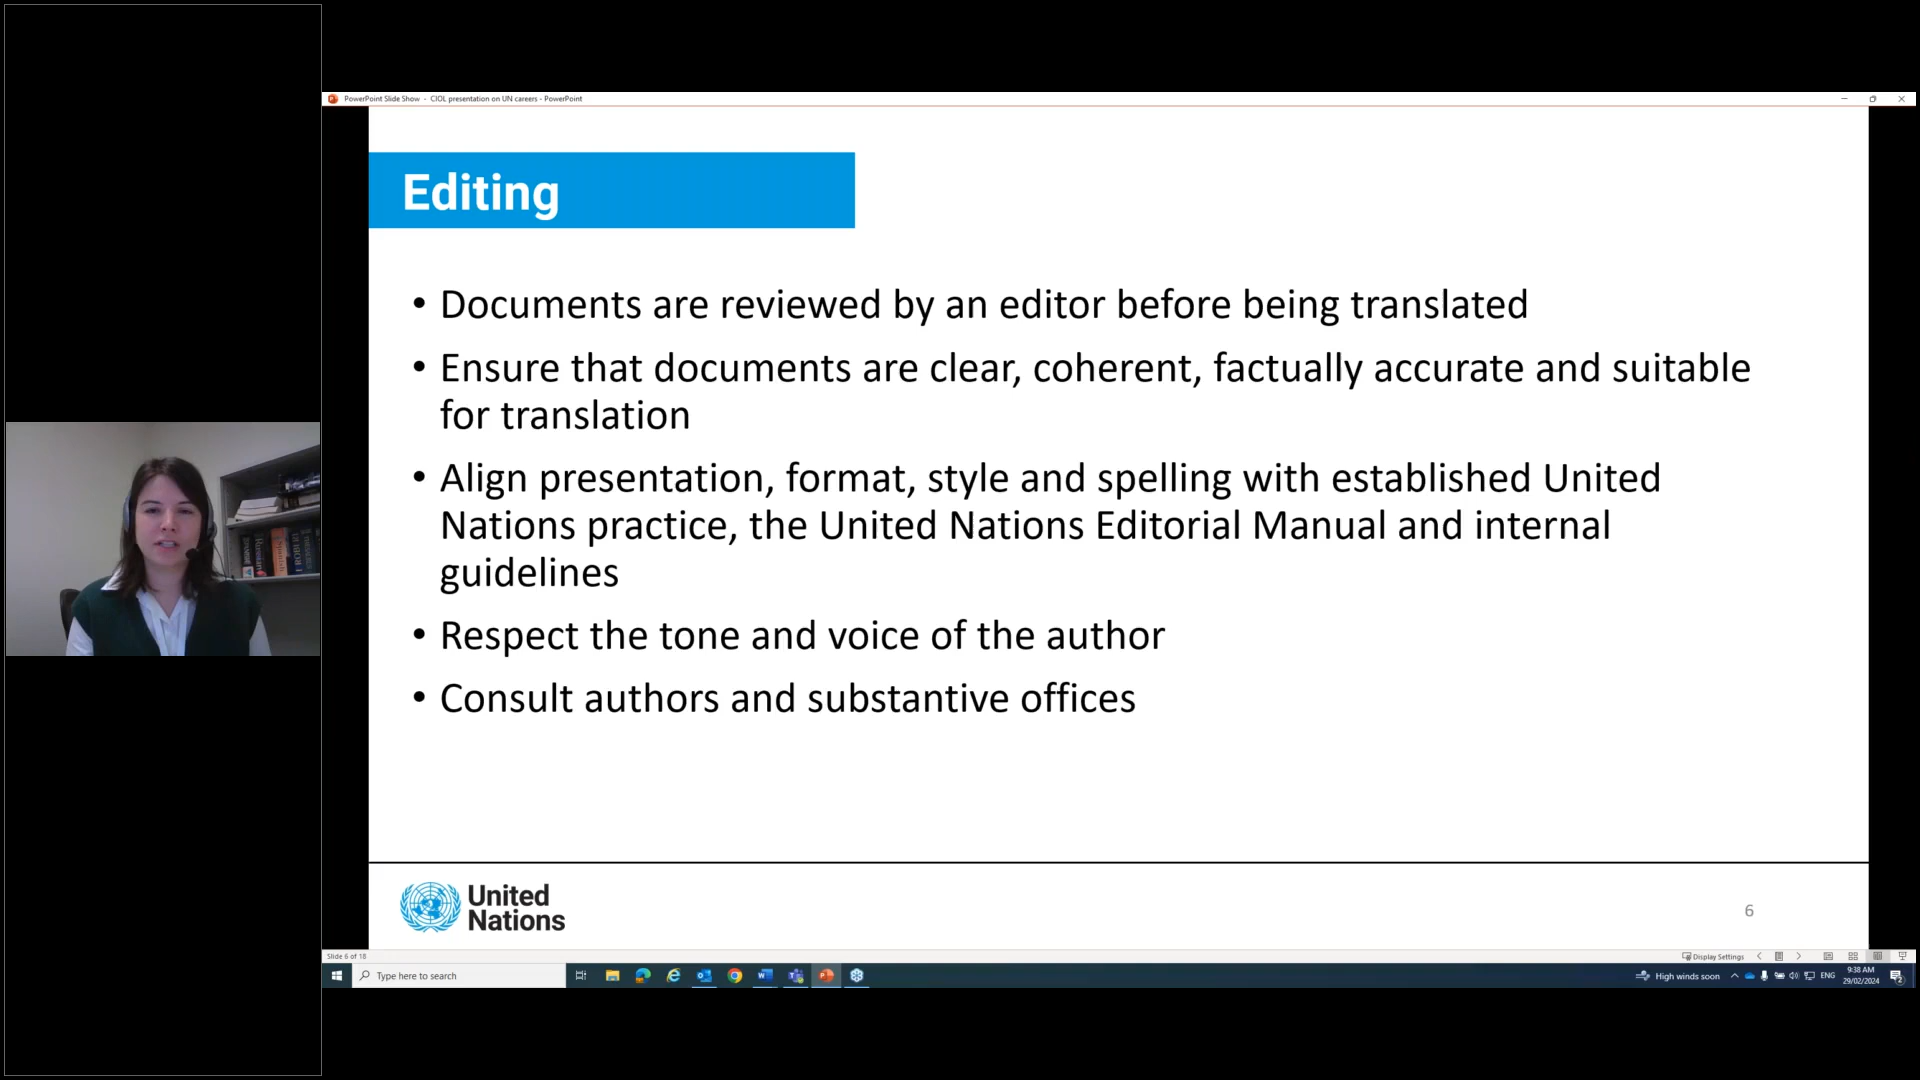 PowerPoint Slide Show - CIOL presentation on UN careers - PowerPoint
Editing
• Documents are reviewed by an editor before being translated
• Ensure that documents are clear, coherent, factually accurate and suitable
for translation
• Align presentation, format, style and spelling with established United
Nations practice, the United Nations Editorial Manual and internal
guidelines
• Respect the tone and voice of the author
• Consult authors and substantive offices
United
Nations
6
Slide 6 of 18
Display Settings
Type here to search
High winds soon
ENG
9:38 AM
29/02/2024
Russian
Spanish